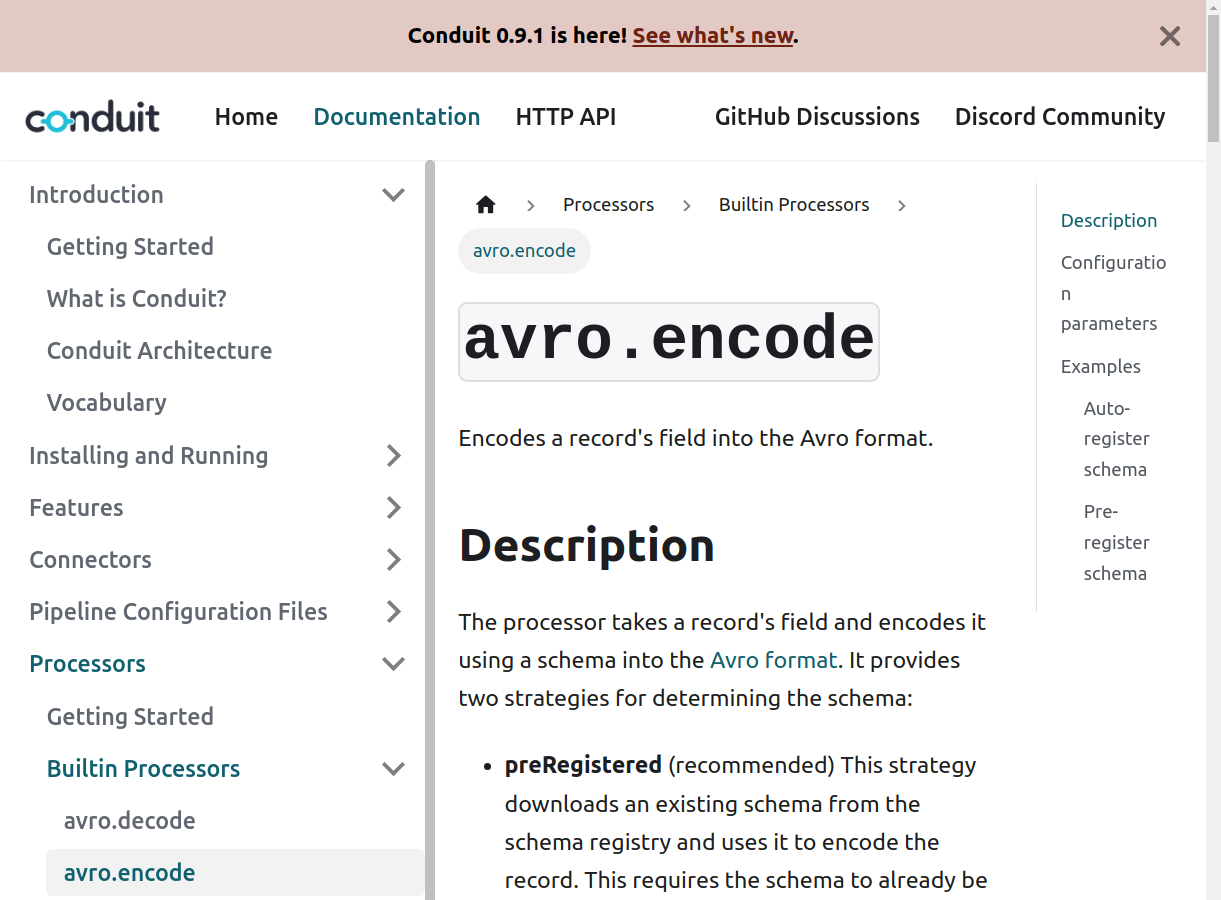 Conduit 0.9.1 is here! See what's new.
conduit
Home
Documentation
HTTP API
GitHub Discussions
Discord Community
Introduction
Getting Started
What is Conduit?
Conduit Architecture
Vocabulary
Installing and Running
Features
Connectors
Pipeline Configuration Files
Processors
Getting Started
Builtin Processors
avro.decode
avro.encode
Processors
Builtin Processors
avro.encode
avro.encode
Encodes a record's field into the Avro format.
Description
The processor takes a record's field and encodes it
using a schema into the Avro format. It provides
two strategies for determining the schema:
preRegistered (recommended) This strategy
downloads an existing schema from the
schema registry and uses it to encode the
record. This requires the schema to already be
Description
Configuratio
n
parameters
Examples
Auto-
register
schema
Pre-
register
schema